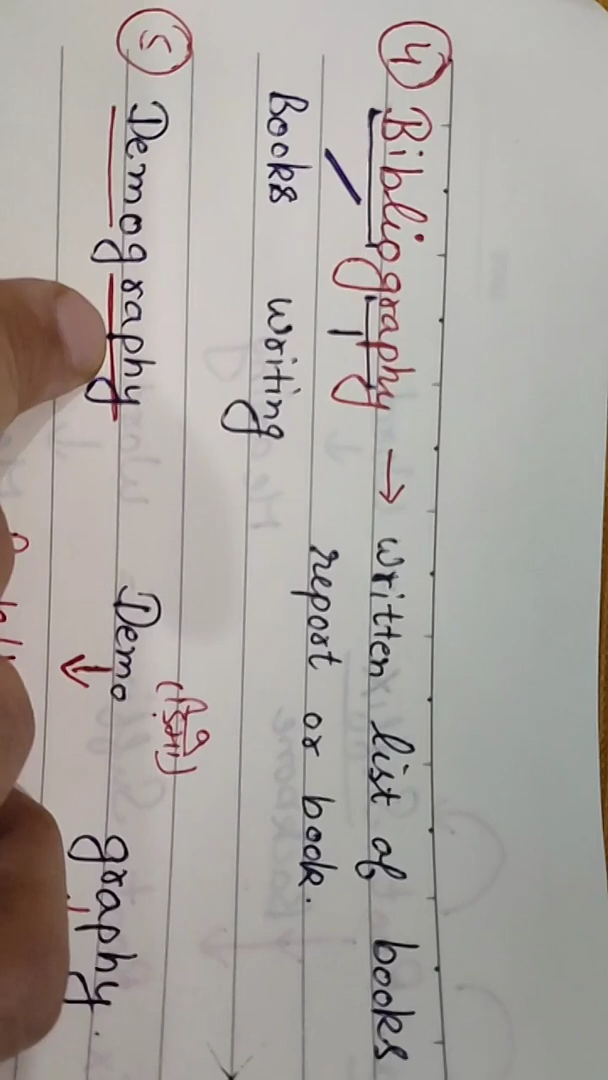 ④ Bibliography → written list of books
report or book.
Books writing
⑤ Demography Demo graphy.